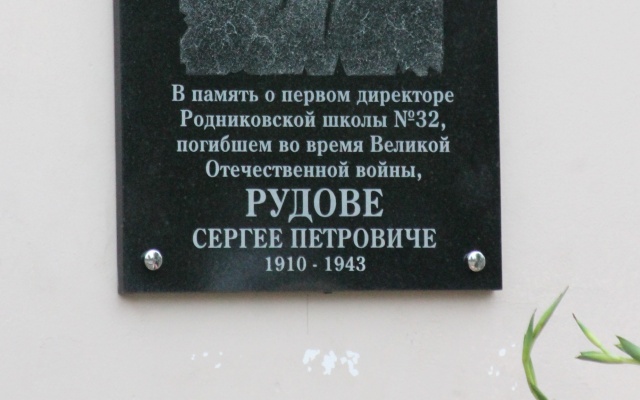 В память о первом директоре
Родниковской школы №32,
погибшем во время Великой
Отечественной войны,
РУДОВЕ
СЕРГЕЕ ПЕТРОВИЧЕ
1910 - 1943